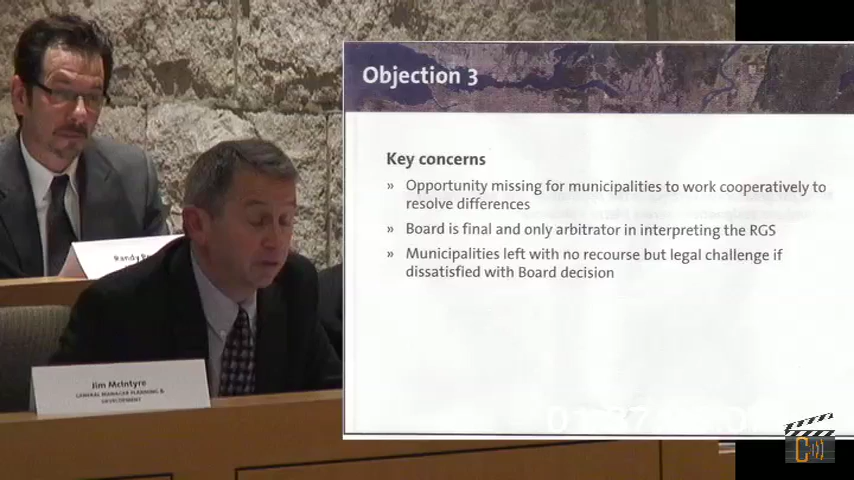 Objection 3
Key concerns
» Opportunity missing for municipalities to work cooperatively to
resolve differences
» Board is final and only arbitrator in interpreting the RGS
» Municipalities left with no recourse but legal challenge if
dissatisfied with Board decision
Randy
Jim McIntyre
GENERAL MANAGER PLANNING &
DEVELOPMENT